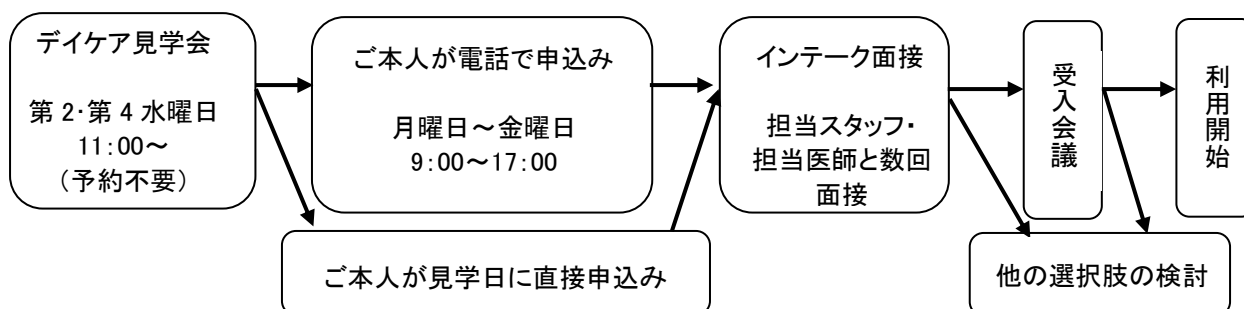 デイケア見学会
第2・第4水曜日
11:00～
（予約不要）
ご本人が電話で申込み
月曜日～金曜日
9:00～17:00
ご本人が見学日に直接申込み
インテーク面接
担当スタッフ・
担当医師と数回
面接
受入会議
利用開始
他の選択肢の検討